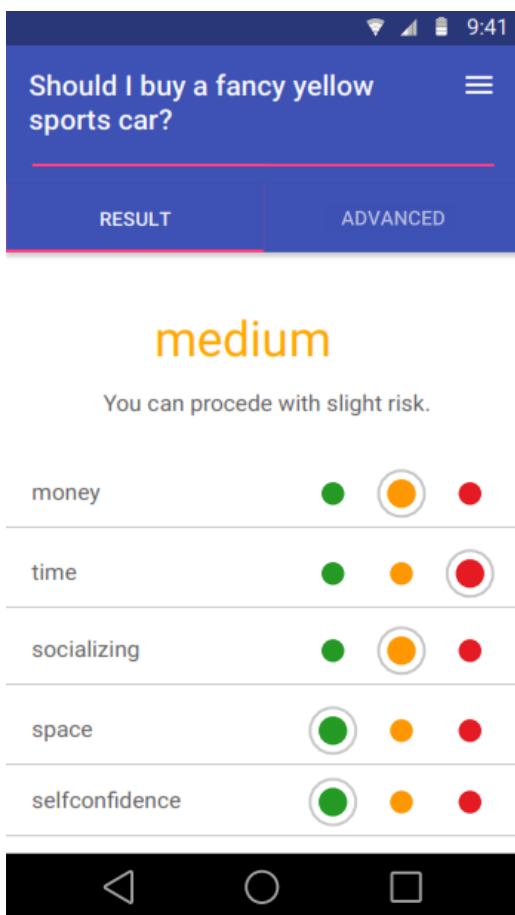 9:41
Should I buy a fancy yellow
sports car?
RESULT
ADVANCED
medium
You can procede with slight risk.
money
time
socializing
space
selfconfidence